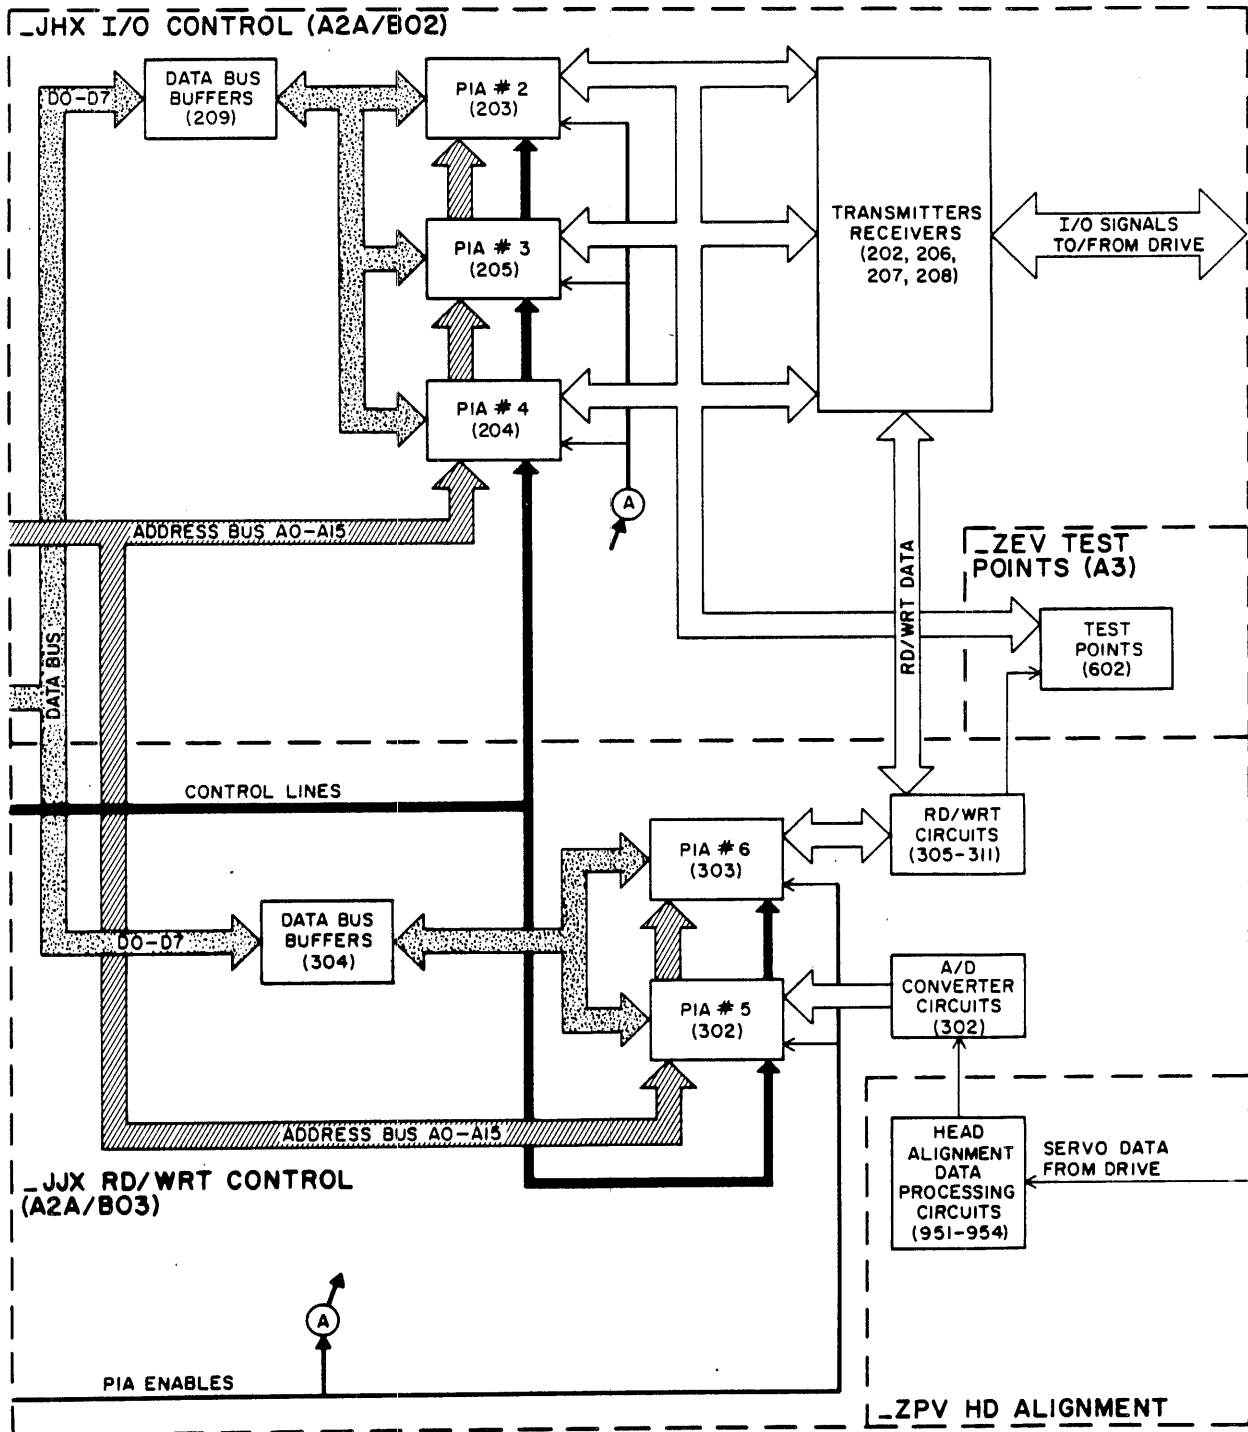 _JHX I/O CONTROL (A2A/B02)
DATA BUS
BUFFERS
(209)
D0-D7
PIA # 2
(203)
PIA # 3
(205)
PIA # 4
(204)
TRANSMITTERS
RECEIVERS
(202, 206,
207, 208)
I/O SIGNALS
TO/FROM DRIVE
A
ADDRESS BUS A0-A15
DATA BUS
RD/WRT DATA
_ZEV TEST
POINTS (A3)
TEST
POINTS
(602)
CONTROL LINES
PIA # 6
(303)
RD/WRT
CIRCUITS
(305-311)
DATA BUS
BUFFERS
(304)
D0-D7
PIA # 5
(302)
A/D
CONVERTER
CIRCUITS
(302)
ADDRESS BUS A0-A15
HEAD
ALIGNMENT
DATA
PROCESSING
CIRCUITS
(951-954)
SERVO DATA
FROM DRIVE
_JJX RD/WRT CONTROL
(A2A/B03)
A
PIA ENABLES
_ZPV HD ALIGNMENT